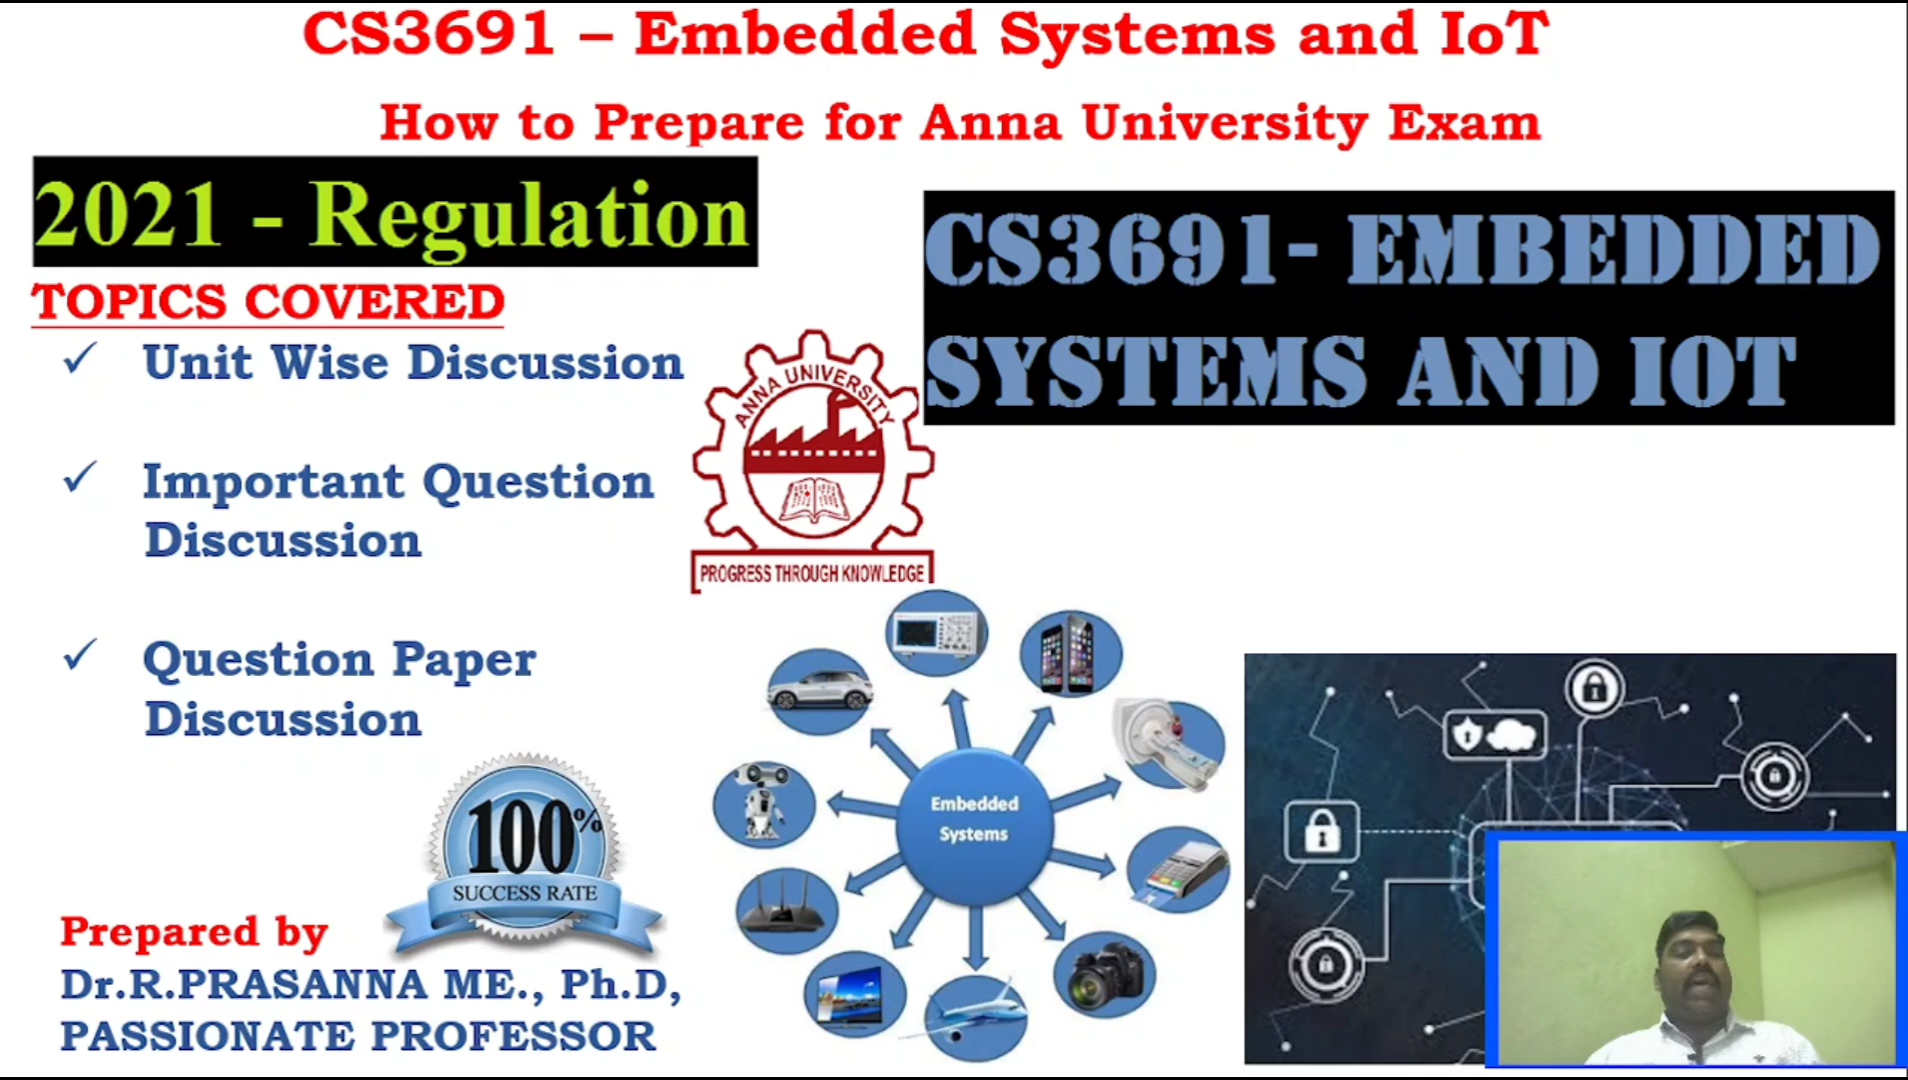 CS3691 – Embedded Systems and IoT
How to Prepare for Anna University Exam
2021 - Regulation
CS3691- EMBEDDED
SYSTEMS AND IOT
TOPICS COVERED
✓ Unit Wise Discussion
✓ Important Question
Discussion
✓ Question Paper
Discussion
ANNA UNIVERSITY
PROGRESS THROUGH KNOWLEDGE
Embedded
Systems
100%
SUCCESS RATE
Prepared by
Dr.R.PRASANNA ME., Ph.D,
PASSIONATE PROFESSOR